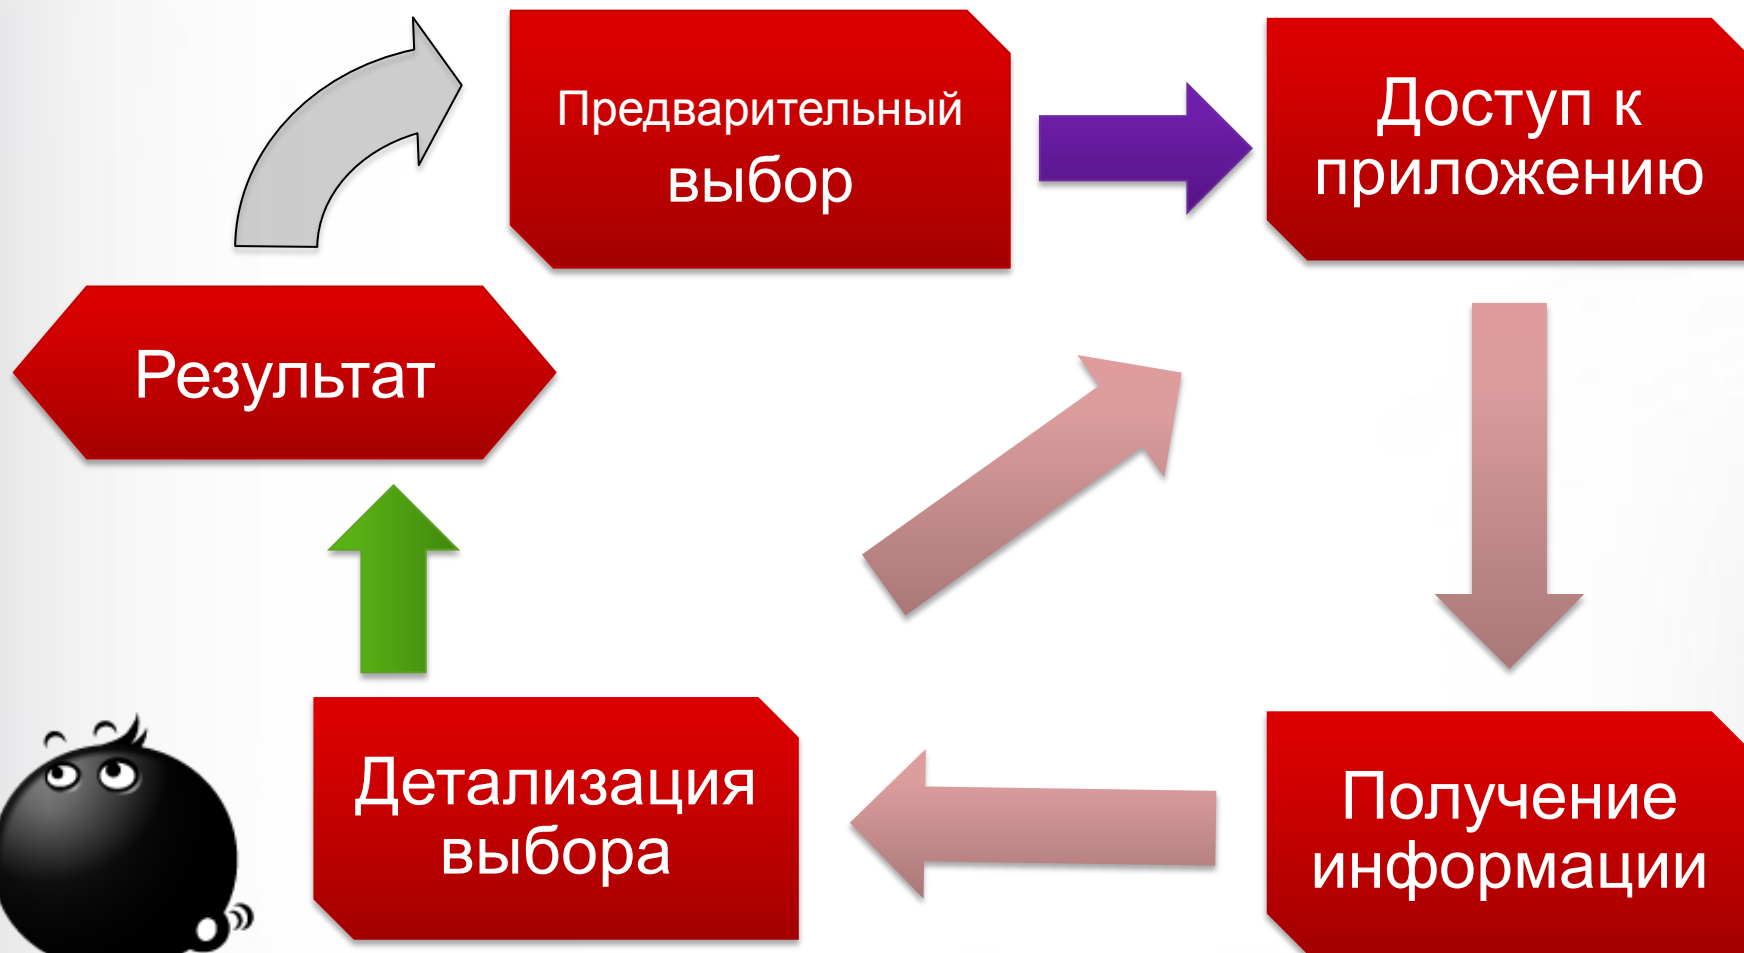 Предварительный
выбор
Доступ к
приложению
Результат
Детализация
выбора
Получение
информации